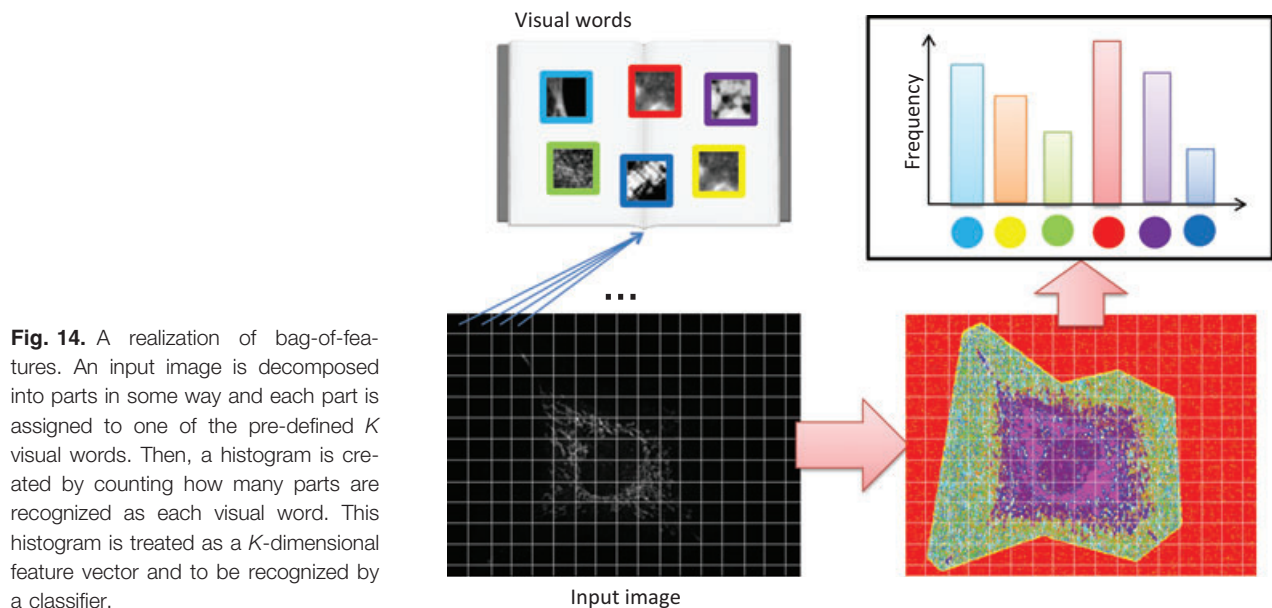 Visual words
Frequency
...
Fig. 14. A realization of bag-of-fea-
tures. An input image is decomposed
into parts in some way and each part is
assigned to one of the pre-defined K
visual words. Then, a histogram is cre-
ated by counting how many parts are
recognized as each visual word. This
histogram is treated as a K-dimensional
feature vector and to be recognized by
a classifier.
Input image